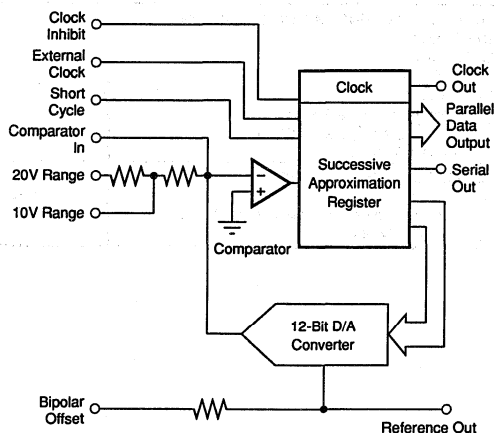 Clock
Inhibit
External
Clock
Short
Cycle
Comparator
In
20V Range
10V Range
Clock
Successive
Approximation
Register
Clock
Out
Parallel
Data
Output
Serial
Out
−
+
Comparator
12-Bit D/A
Converter
Bipolar
Offset
Reference Out